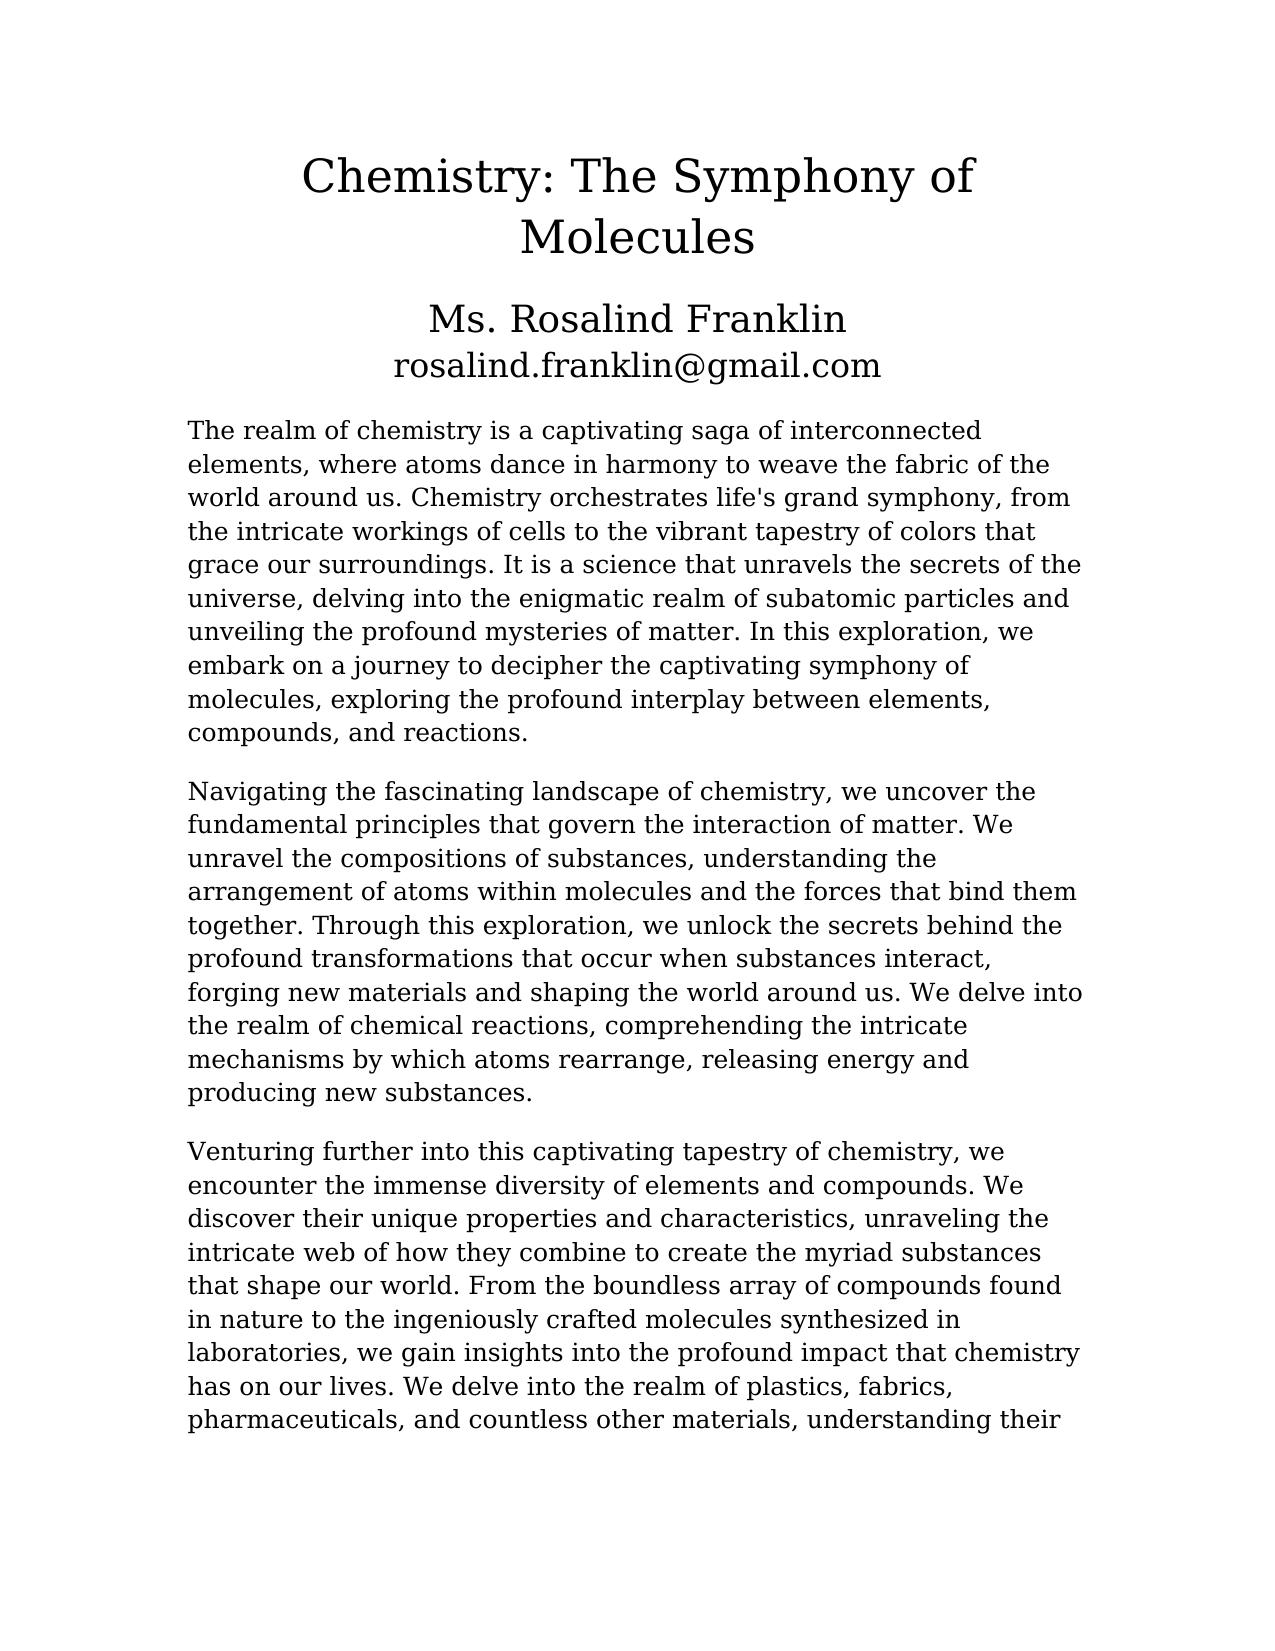 Chemistry: The Symphony of
Molecules
Ms. Rosalind Franklin
rosalind.franklin@gmail.com
The realm of chemistry is a captivating saga of interconnected
elements, where atoms dance in harmony to weave the fabric of the
world around us. Chemistry orchestrates life's grand symphony, from
the intricate workings of cells to the vibrant tapestry of colors that
grace our surroundings. It is a science that unravels the secrets of the
universe, delving into the enigmatic realm of subatomic particles and
unveiling the profound mysteries of matter. In this exploration, we
embark on a journey to decipher the captivating symphony of
molecules, exploring the profound interplay between elements,
compounds, and reactions.
Navigating the fascinating landscape of chemistry, we uncover the
fundamental principles that govern the interaction of matter. We
unravel the compositions of substances, understanding the
arrangement of atoms within molecules and the forces that bind them
together. Through this exploration, we unlock the secrets behind the
profound transformations that occur when substances interact,
forging new materials and shaping the world around us. We delve into
the realm of chemical reactions, comprehending the intricate
mechanisms by which atoms rearrange, releasing energy and
producing new substances.
Venturing further into this captivating tapestry of chemistry, we
encounter the immense diversity of elements and compounds. We
discover their unique properties and characteristics, unraveling the
intricate web of how they combine to create the myriad substances
that shape our world. From the boundless array of compounds found
in nature to the ingeniously crafted molecules synthesized in
laboratories, we gain insights into the profound impact that chemistry
has on our lives. We delve into the realm of plastics, fabrics,
pharmaceuticals, and countless other materials, understanding their